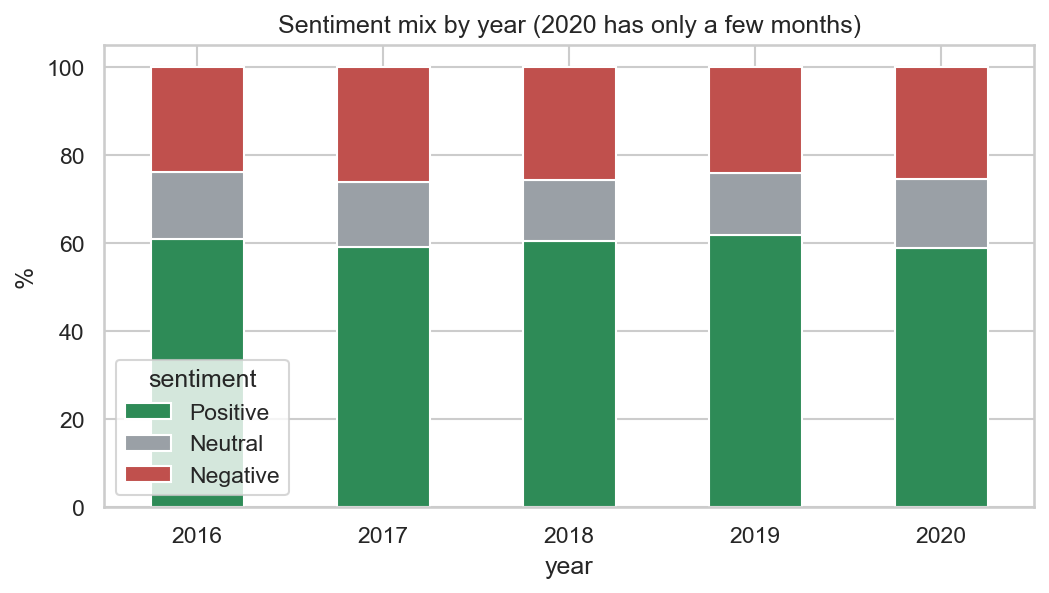 Sentiment mix by year (2020 has only a few months)
100
80
60
40
20
0
%
sentiment
Positive
Neutral
Negative
2016 2017 2018 2019 2020
year